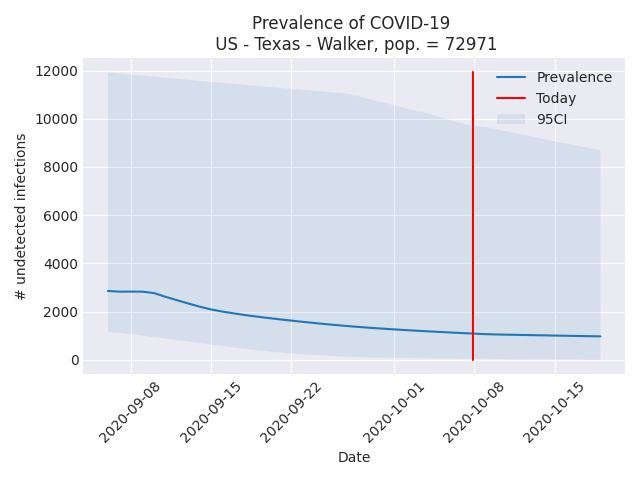 Prevalence of COVID-19
US - Texas - Walker, pop. = 72971
12000
10000
8000
6000
4000
2000
0
# undetected infections
Prevalence
Today
95CI
2020-09-08
2020-09-15
2020-09-22
2020-10-01
2020-10-08
2020-10-15
Date